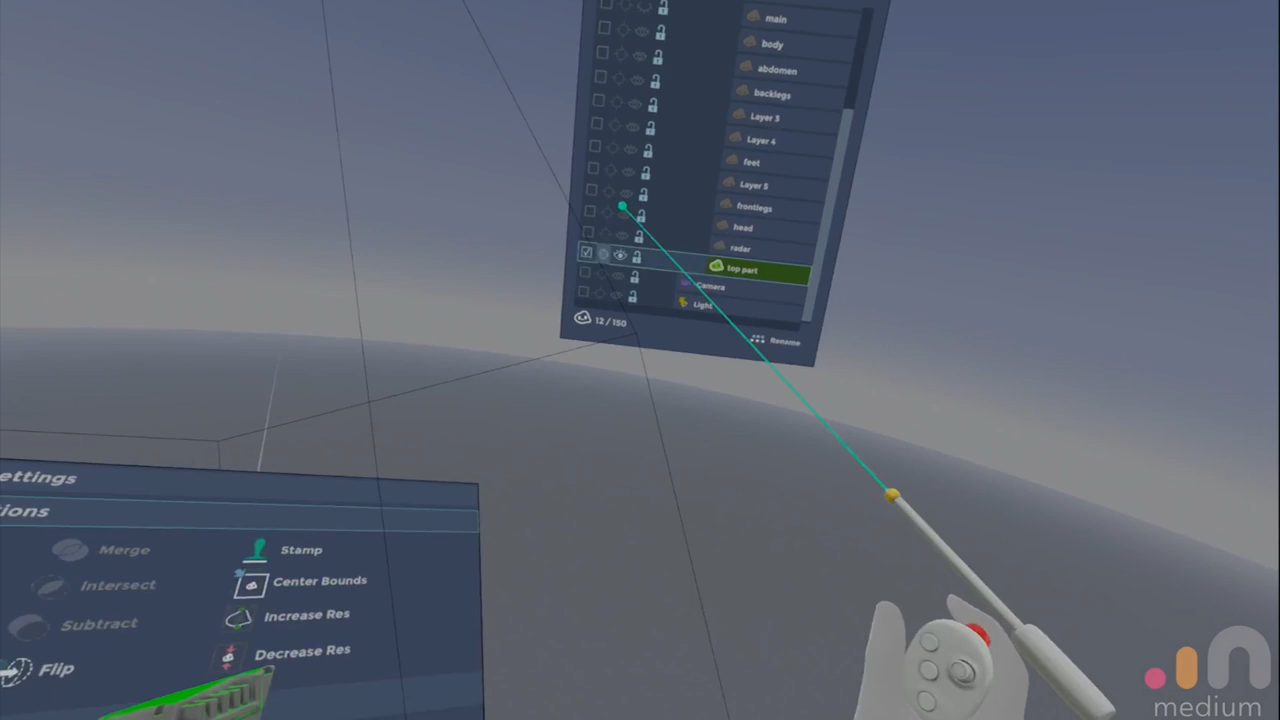 main
body
abdomen
backlegs
Layer 3
Layer 4
feet
Layer 5
frontlegs
head
radar
top part
Camera
Light
12 / 150
Rename
ettings
ions
Merge
Stamp
Intersect
Center Bounds
Subtract
Increase Res
Flip
Decrease Res
medium